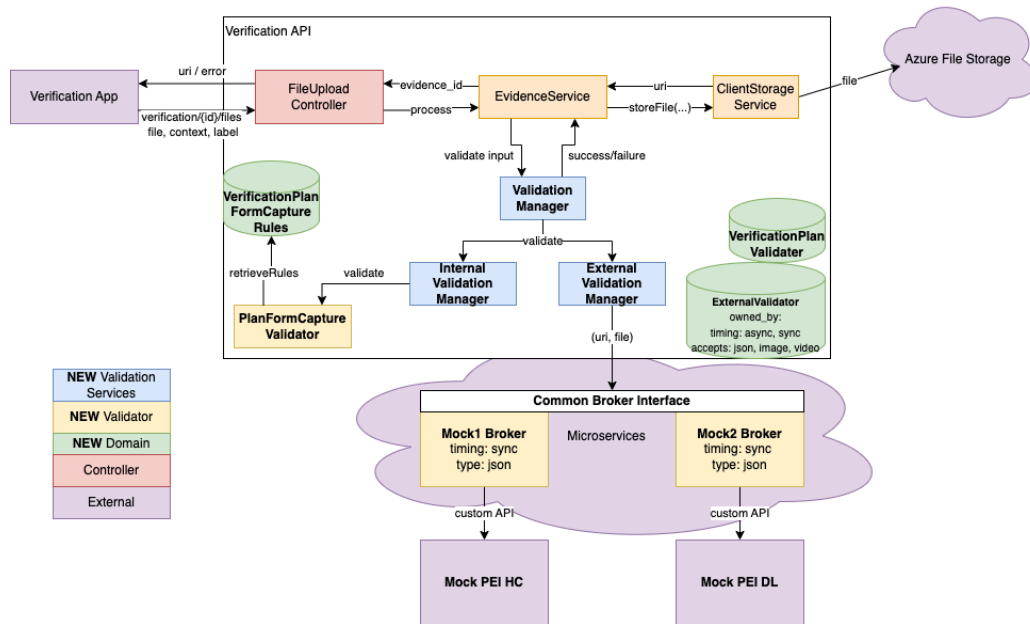 Verification API
Azure File Storage
uri / error
evidence_id
uri
file
Verification App
FileUpload
Controller
EvidenceService
ClientStorage
Service
verification/{id}/files
file, context, label
process
storeFile(...)
validate input
success/failure
VerificationPlan
FormCapture
Rules
Validation
Manager
VerificationPlan
Validater
validate
retrieveRules
validate
Internal
Validation
Manager
External
Validation
Manager
ExternalValidator
owned_by:
timing: async, sync
accepts: json, image, video
PlanFormCapture
Validator
(uri, file)
NEW Validation
Services
NEW Validator
NEW Domain
Controller
External
Common Broker Interface
Mock1 Broker
timing: sync
type: json
Microservices
Mock2 Broker
timing: sync
type: json
custom API
custom API
Mock PEI HC
Mock PEI DL